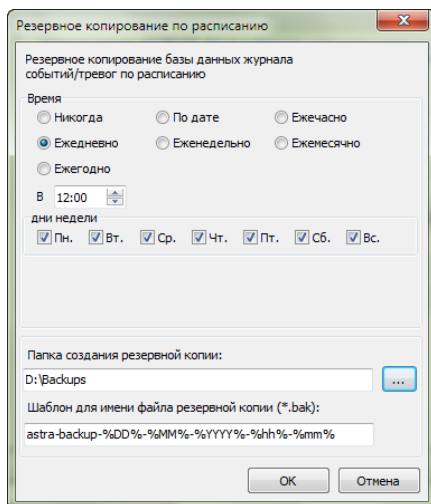 Резервное копирование по расписанию
Резервное копирование базы данных журнала
событий/тревог по расписанию
Время
Никогда По дате Ежечасно
Ежедневно Еженедельно Ежемесячно
Ежегодно
В 12:00
дни недели
Пн. Вт. Ср. Чт. Пт. Сб. Вс.
Папка создания резервной копии:
D:\Backups ...
Шаблон для имени файла резервной копии (*.bak):
astra-backup-%DD%-%MM%-%YYYY%-%hh%-%mm%
ОК Отмена